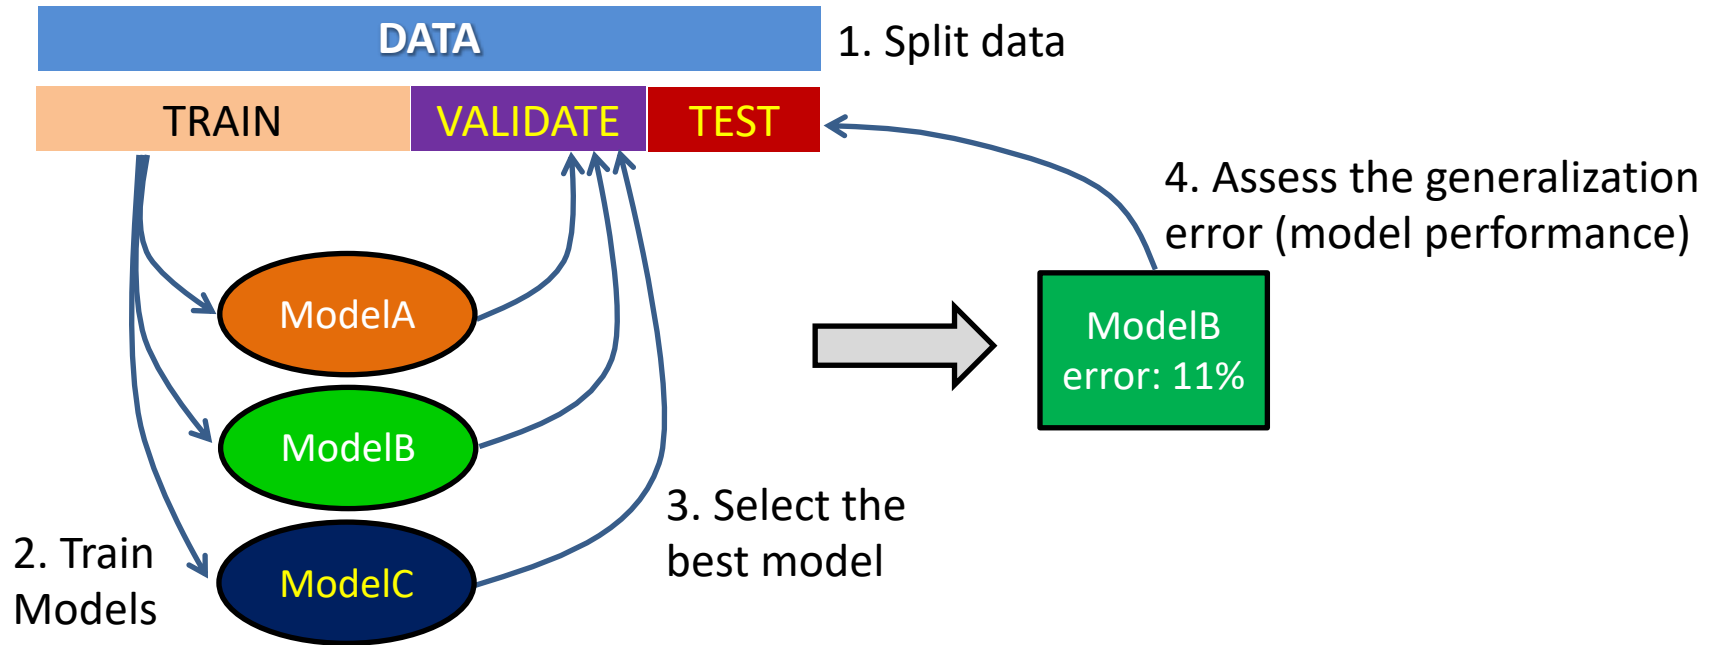 DATA
1. Split data
TRAIN
VALIDATE
TEST
4. Assess the generalization
error (model performance)
ModelA
ModelB
error: 11%
ModelB
3. Select the
best model
2. Train
Models
ModelC